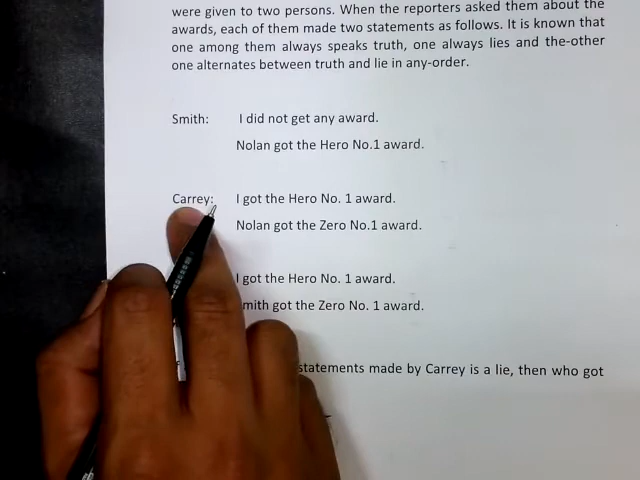 were given to two persons. When the reporters asked them about the
awards, each of them made two statements as follows. It is known that
one among them always speaks truth, one always lies and the-other
one alternates between truth and lie in any-order.
Smith: I did not get any award.
Nolan got the Hero No.1 award.
Carrey: I got the Hero No. 1 award.
Nolan got the Zero No.1 award.
I got the Hero No. 1 award.
mith got the Zero No. 1 award.
statements made by Carrey is a lie, then who got